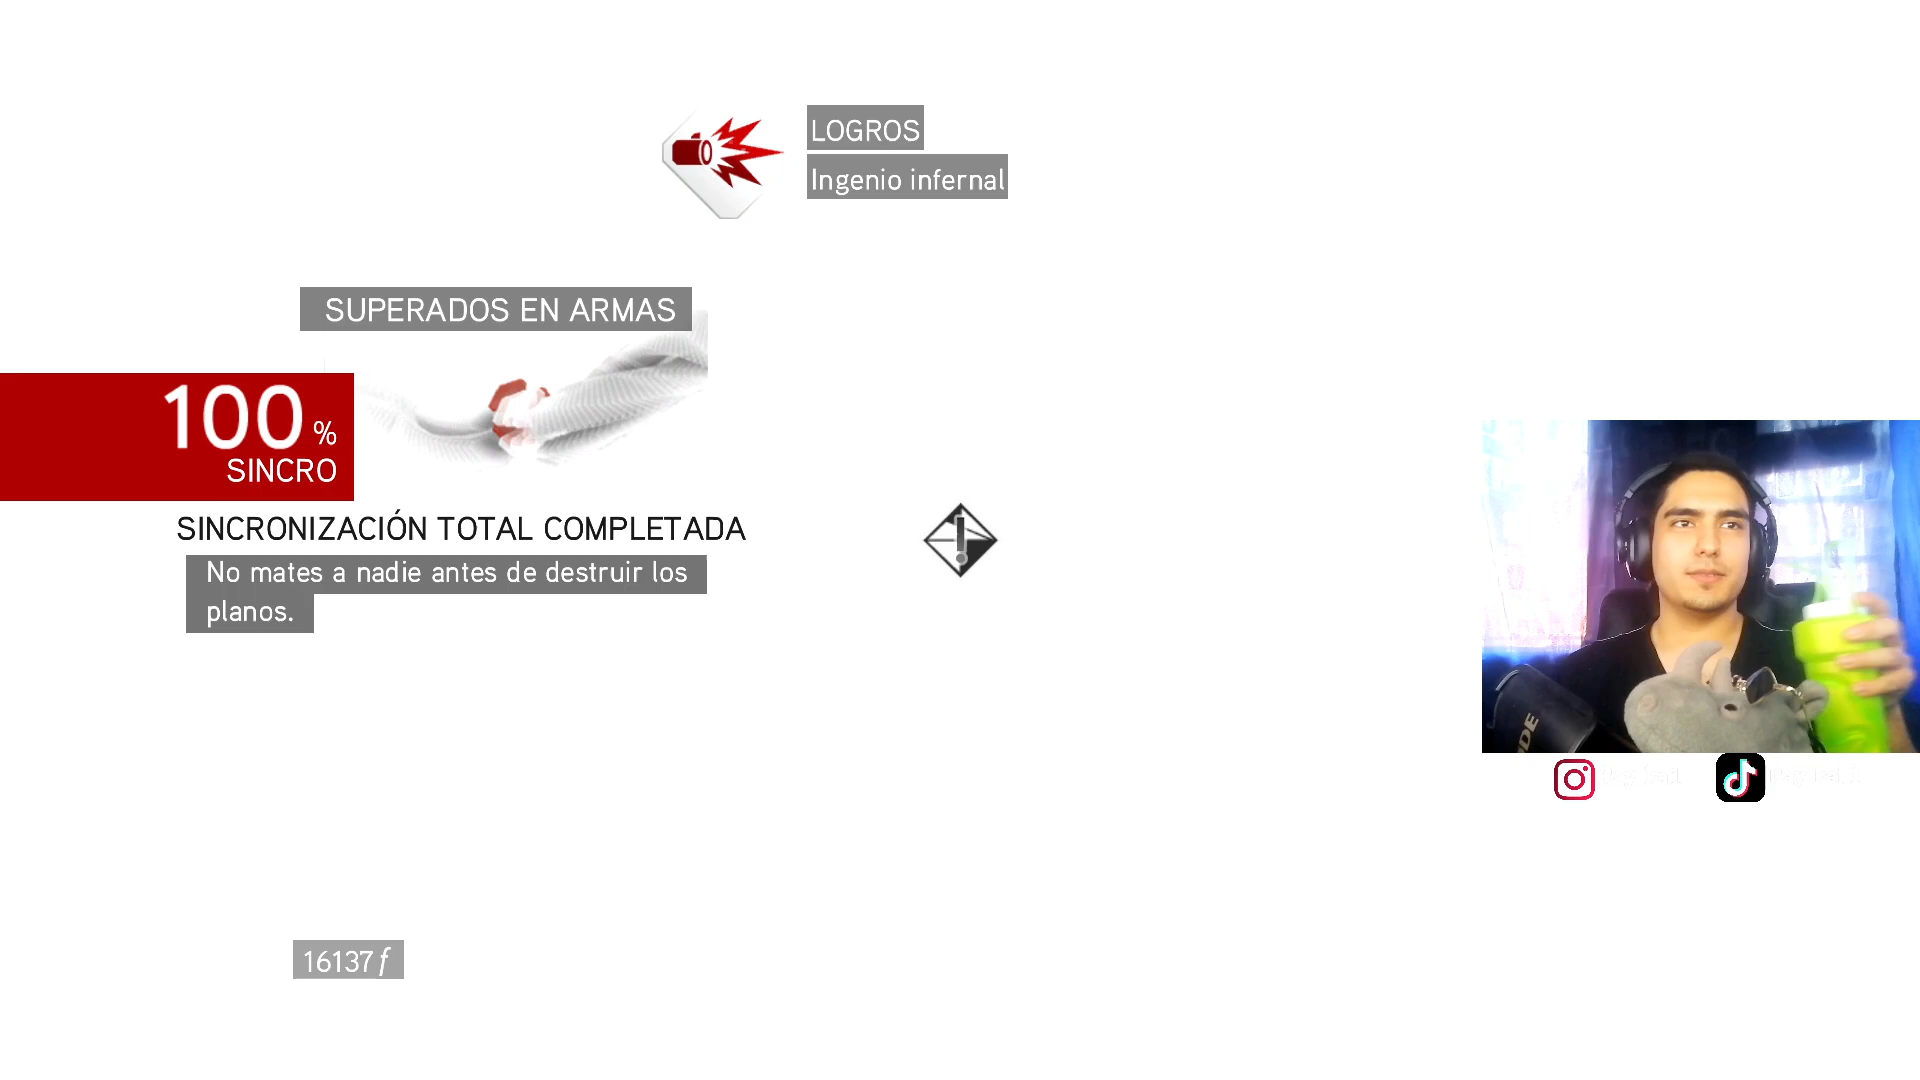 LOGROS
Ingenio infernal
SUPERADOS EN ARMAS
100 %
SINCRO
SINCRONIZACIÓN TOTAL COMPLETADA
No mates a nadie antes de destruir los
planos.
16137 ƒ